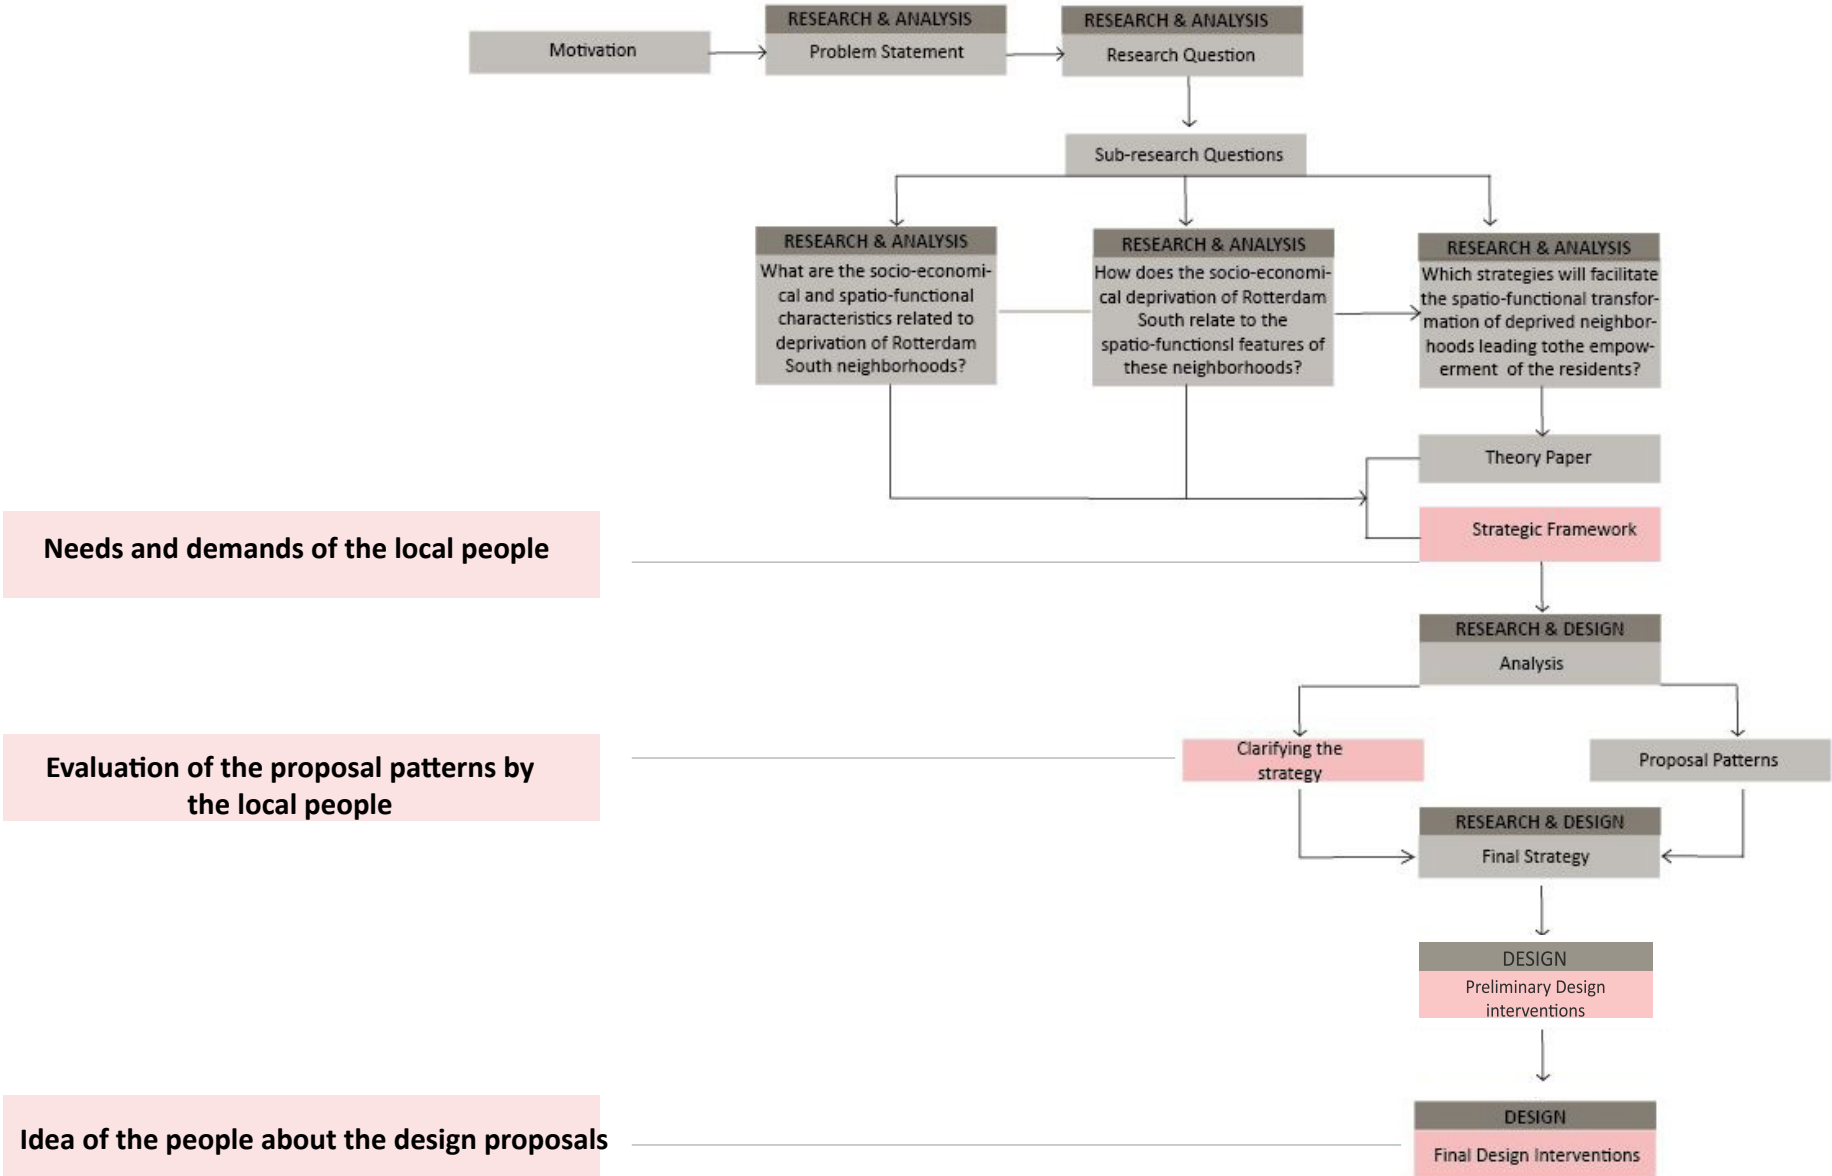 RESEARCH & ANALYSIS
RESEARCH & ANALYSIS
Motivation
Problem Statement
Research Question
Sub-research Questions
RESEARCH & ANALYSIS
What are the socio-economi-
cal and spatio-functional
characteristics related to
deprivation of Rotterdam
South neighborhoods?
RESEARCH & ANALYSIS
How does the socio-economi-
cal deprivation of Rotterdam
South relate to the
spatio-functionsl features of
these neighborhoods?
RESEARCH & ANALYSIS
Which strategies will facilitate
the spatio-functional transfor-
mation of deprived neighbor-
hoods leading tothe empow-
erment of the residents?
Theory Paper
Needs and demands of the local people
Strategic Framework
RESEARCH & DESIGN
Analysis
Evaluation of the proposal patterns by
the local people
Clarifying the
strategy
Proposal Patterns
RESEARCH & DESIGN
Final Strategy
DESIGN
Preliminary Design
interventions
Idea of the people about the design proposals
DESIGN
Final Design Interventions